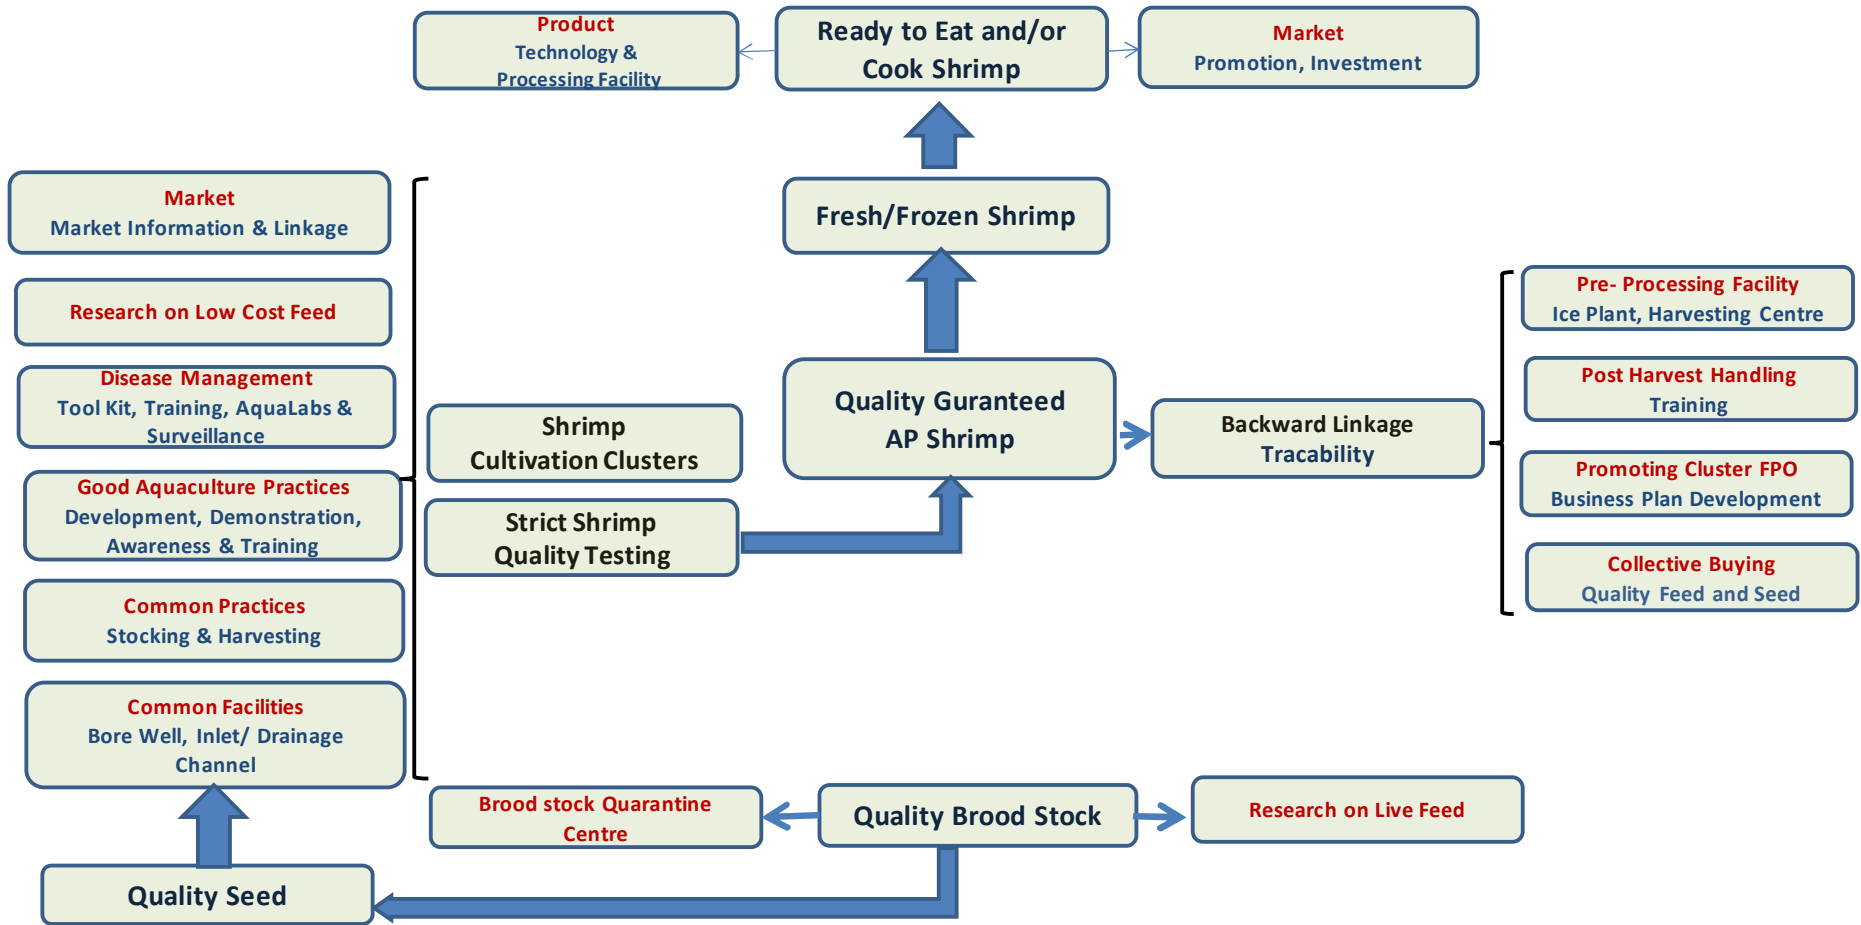 Product
Technology &
Processing Facility
Ready to Eat and/or
Cook Shrimp
Market
Promotion, Investment
Market
Market Information & Linkage
Fresh/Frozen Shrimp
Research on Low Cost Feed
Pre- Processing Facility
Ice Plant, Harvesting Centre
Disease Management
Tool Kit, Training, AquaLabs &
Surveillance
Quality Guranteed
AP Shrimp
Post Harvest Handling
Training
Shrimp
Cultivation Clusters
Backward Linkage
Tracability
Good Aquaculture Practices
Development, Demonstration,
Awareness & Training
Promoting Cluster FPO
Business Plan Development
Strict Shrimp
Quality Testing
Collective Buying
Quality Feed and Seed
Common Practices
Stocking & Harvesting
Common Facilities
Bore Well, Inlet/ Drainage
Channel
Brood stock Quarantine
Centre
Quality Brood Stock
Research on Live Feed
Quality Seed